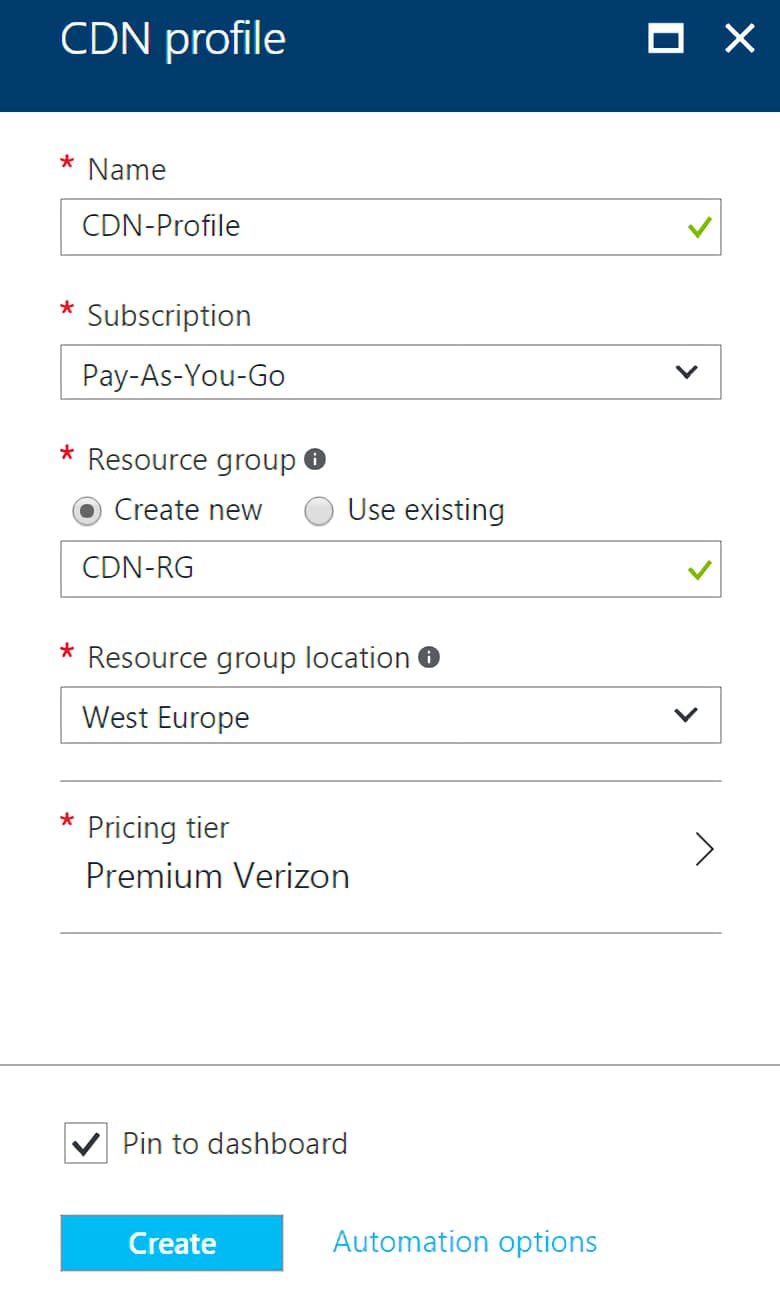 CDN profile
* Name
CDN-Profile
* Subscription
Pay-As-You-Go
* Resource group
Create new Use existing
CDN-RG
* Resource group location
West Europe
* Pricing tier
Premium Verizon
Pin to dashboard
Create Automation options